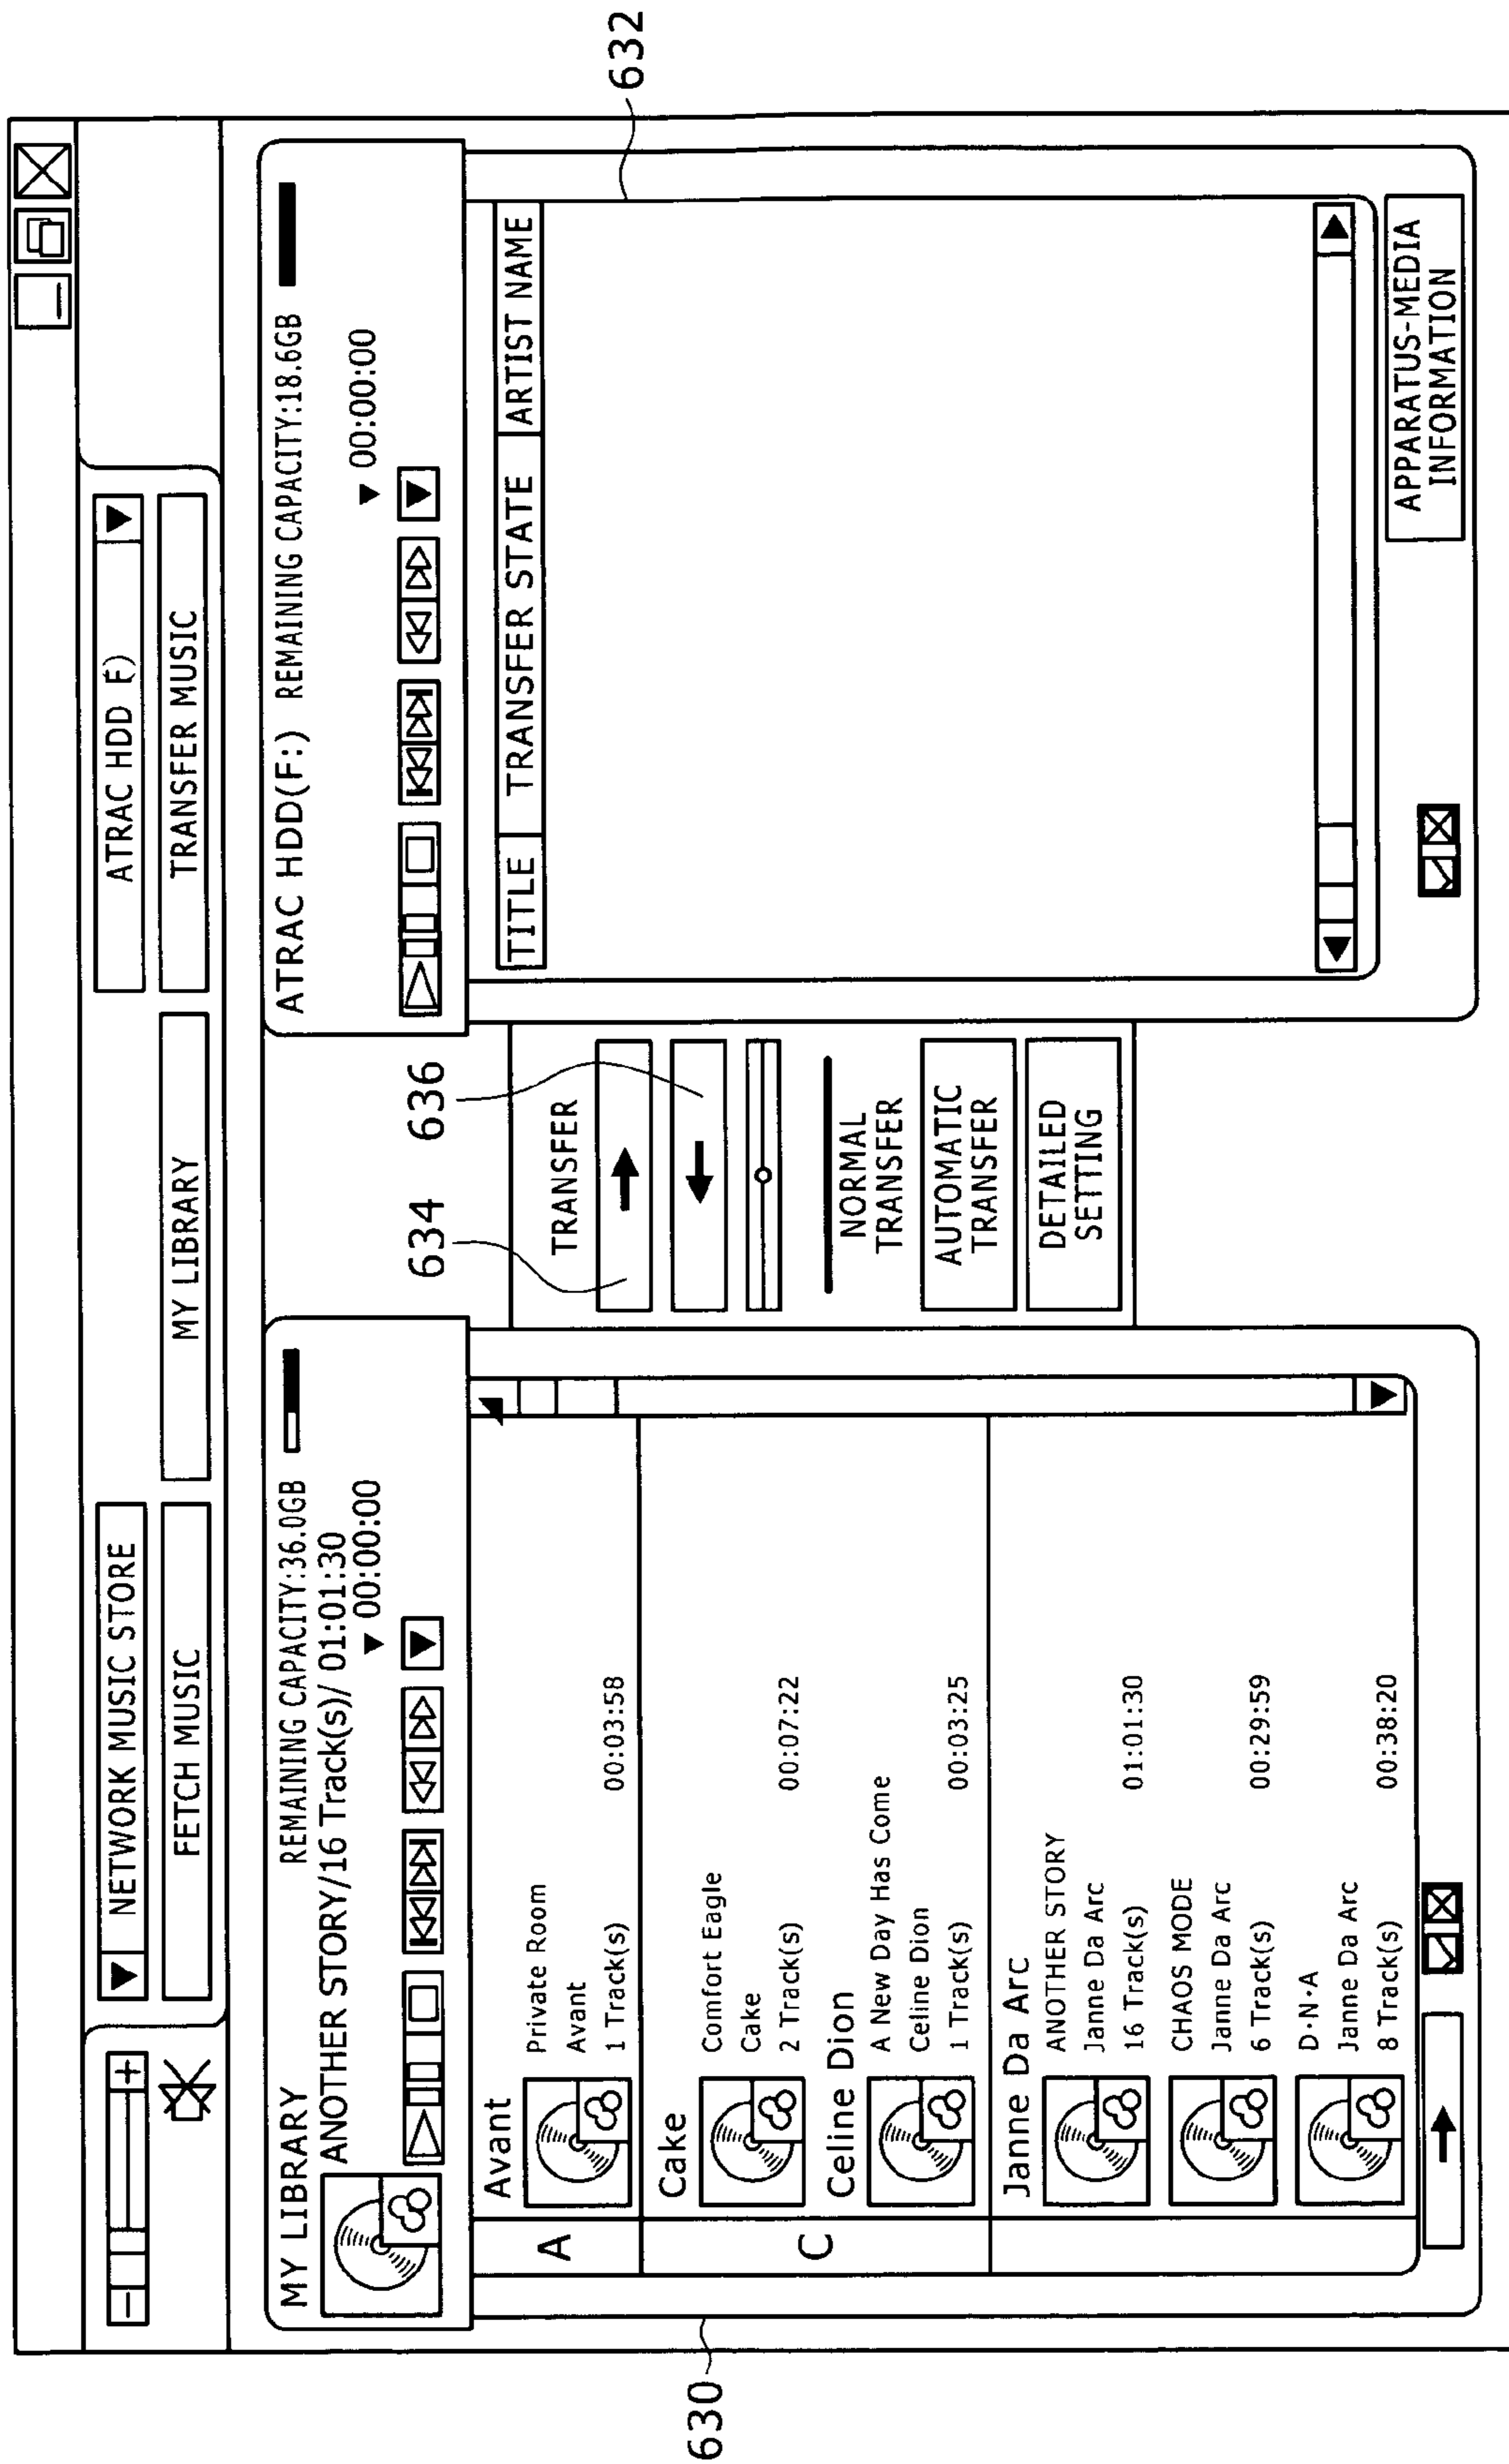 NETWORK MUSIC STORE
ATRAC HDD F)
FETCH MUSIC
MY LIBRARY
TRANSFER MUSIC
MY LIBRARY
REMAINING CAPACITY:36.0GB
ANOTHER STORY/16 Track(s)/ 01:01:30
00:00:00
A
Avant
Private Room
Avant
1 Track(s) 00:03:58
C
Cake
Comfort Eagle
Cake
2 Track(s) 00:07:22
Celine Dion
A New Day Has Come
Celine Dion
1 Track(s) 00:03:25
Janne Da Arc
ANOTHER STORY
Janne Da Arc
16 Track(s) 01:01:30
CHAOS MODE
Janne Da Arc
6 Track(s) 00:29:59
D·N·A
Janne Da Arc
8 Track(s) 00:38:20
630
634
636
TRANSFER
NORMAL
TRANSFER
AUTOMATIC
TRANSFER
DETAILED
SETTING
ATRAC HDD(F:) REMAINING CAPACITY:18.6GB
00:00:00
TITLE TRANSFER STATE ARTIST NAME
632
APPARATUS-MEDIA
INFORMATION